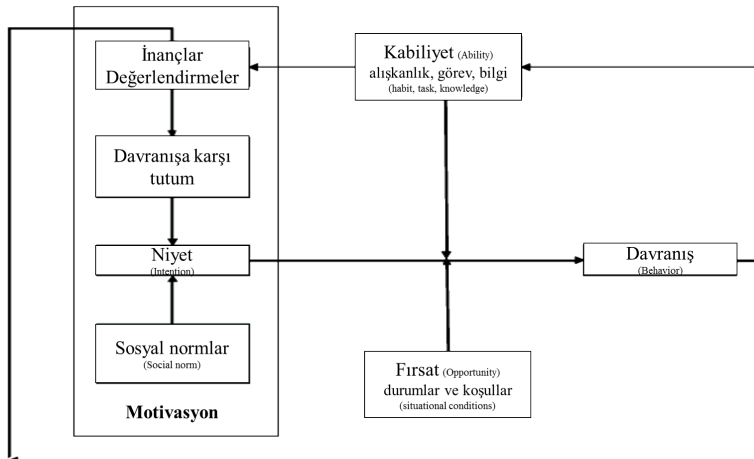 İnançlar
Değerlendirmeler
Kabiliyet (Ability)
alışkanlık, görev, bilgi
(habit, task, knowledge)
Davranışa karşı
tutum
Niyet
(Intention)
Davranış
(Behavior)
Sosyal normlar
(Social norm)
Fırsat (Opportunity)
durumlar ve koşullar
(situational conditions)
Motivasyon